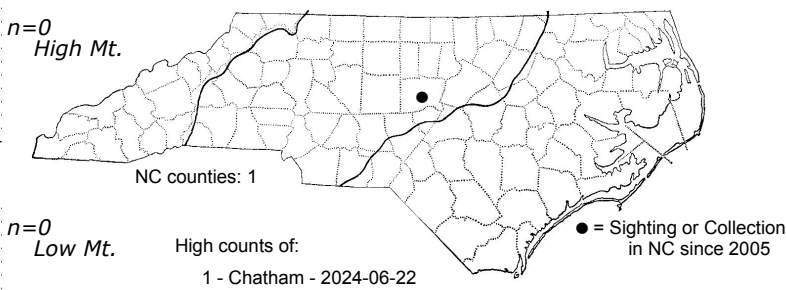 n=0
High Mt.
NC counties: 1
n=0
Low Mt.
High counts of:
1 - Chatham - 2024-06-22
● = Sighting or Collection
in NC since 2005